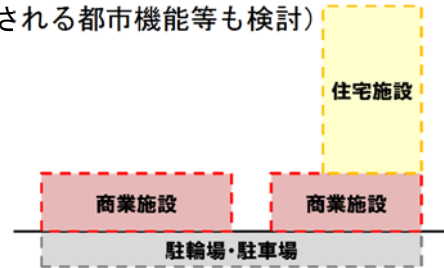 される都市機能等も検討)
住宅施設
商業施設
商業施設
駐輪場・駐車場